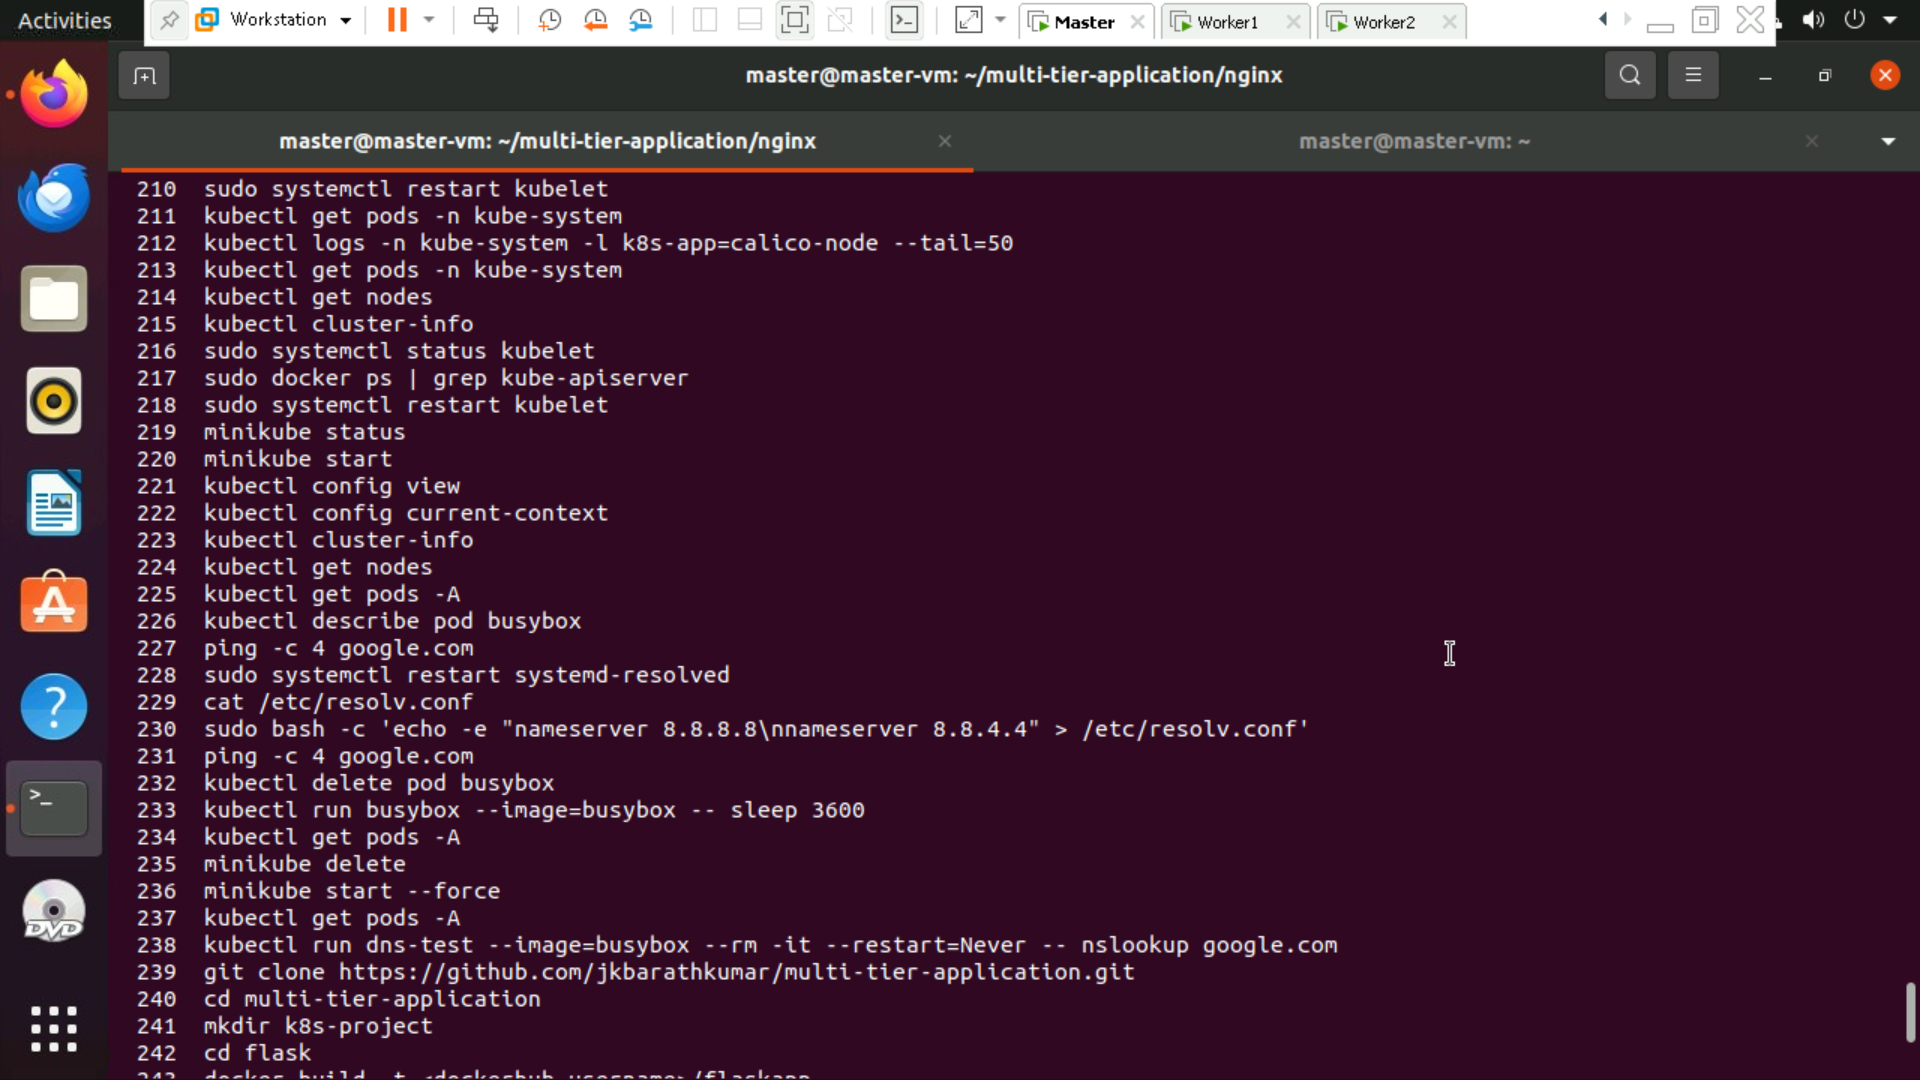 Activities
Workstation
Master
Worker1
Worker2
master@master-vm: ~/multi-tier-application/nginx
master@master-vm: ~/multi-tier-application/nginx
master@master-vm: ~
210 sudo systemctl restart kubelet
211 kubectl get pods -n kube-system
212 kubectl logs -n kube-system -l k8s-app=calico-node --tail=50
213 kubectl get pods -n kube-system
214 kubectl get nodes
215 kubectl cluster-info
216 sudo systemctl status kubelet
217 sudo docker ps | grep kube-apiserver
218 sudo systemctl restart kubelet
219 minikube status
220 minikube start
221 kubectl config view
222 kubectl config current-context
223 kubectl cluster-info
224 kubectl get nodes
225 kubectl get pods -A
226 kubectl describe pod busybox
227 ping -c 4 google.com
228 sudo systemctl restart systemd-resolved
229 cat /etc/resolv.conf
230 sudo bash -c 'echo -e "nameserver 8.8.8.8\nnameserver 8.8.4.4" > /etc/resolv.conf'
231 ping -c 4 google.com
232 kubectl delete pod busybox
233 kubectl run busybox --image=busybox -- sleep 3600
234 kubectl get pods -A
235 minikube delete
236 minikube start --force
237 kubectl get pods -A
238 kubectl run dns-test --image=busybox --rm -it --restart=Never -- nslookup google.com
239 git clone https://github.com/jkbarathkumar/multi-tier-application.git
240 cd multi-tier-application
241 mkdir k8s-project
242 cd flask
243 docker build -t <dockerhub-username>/flaskapp